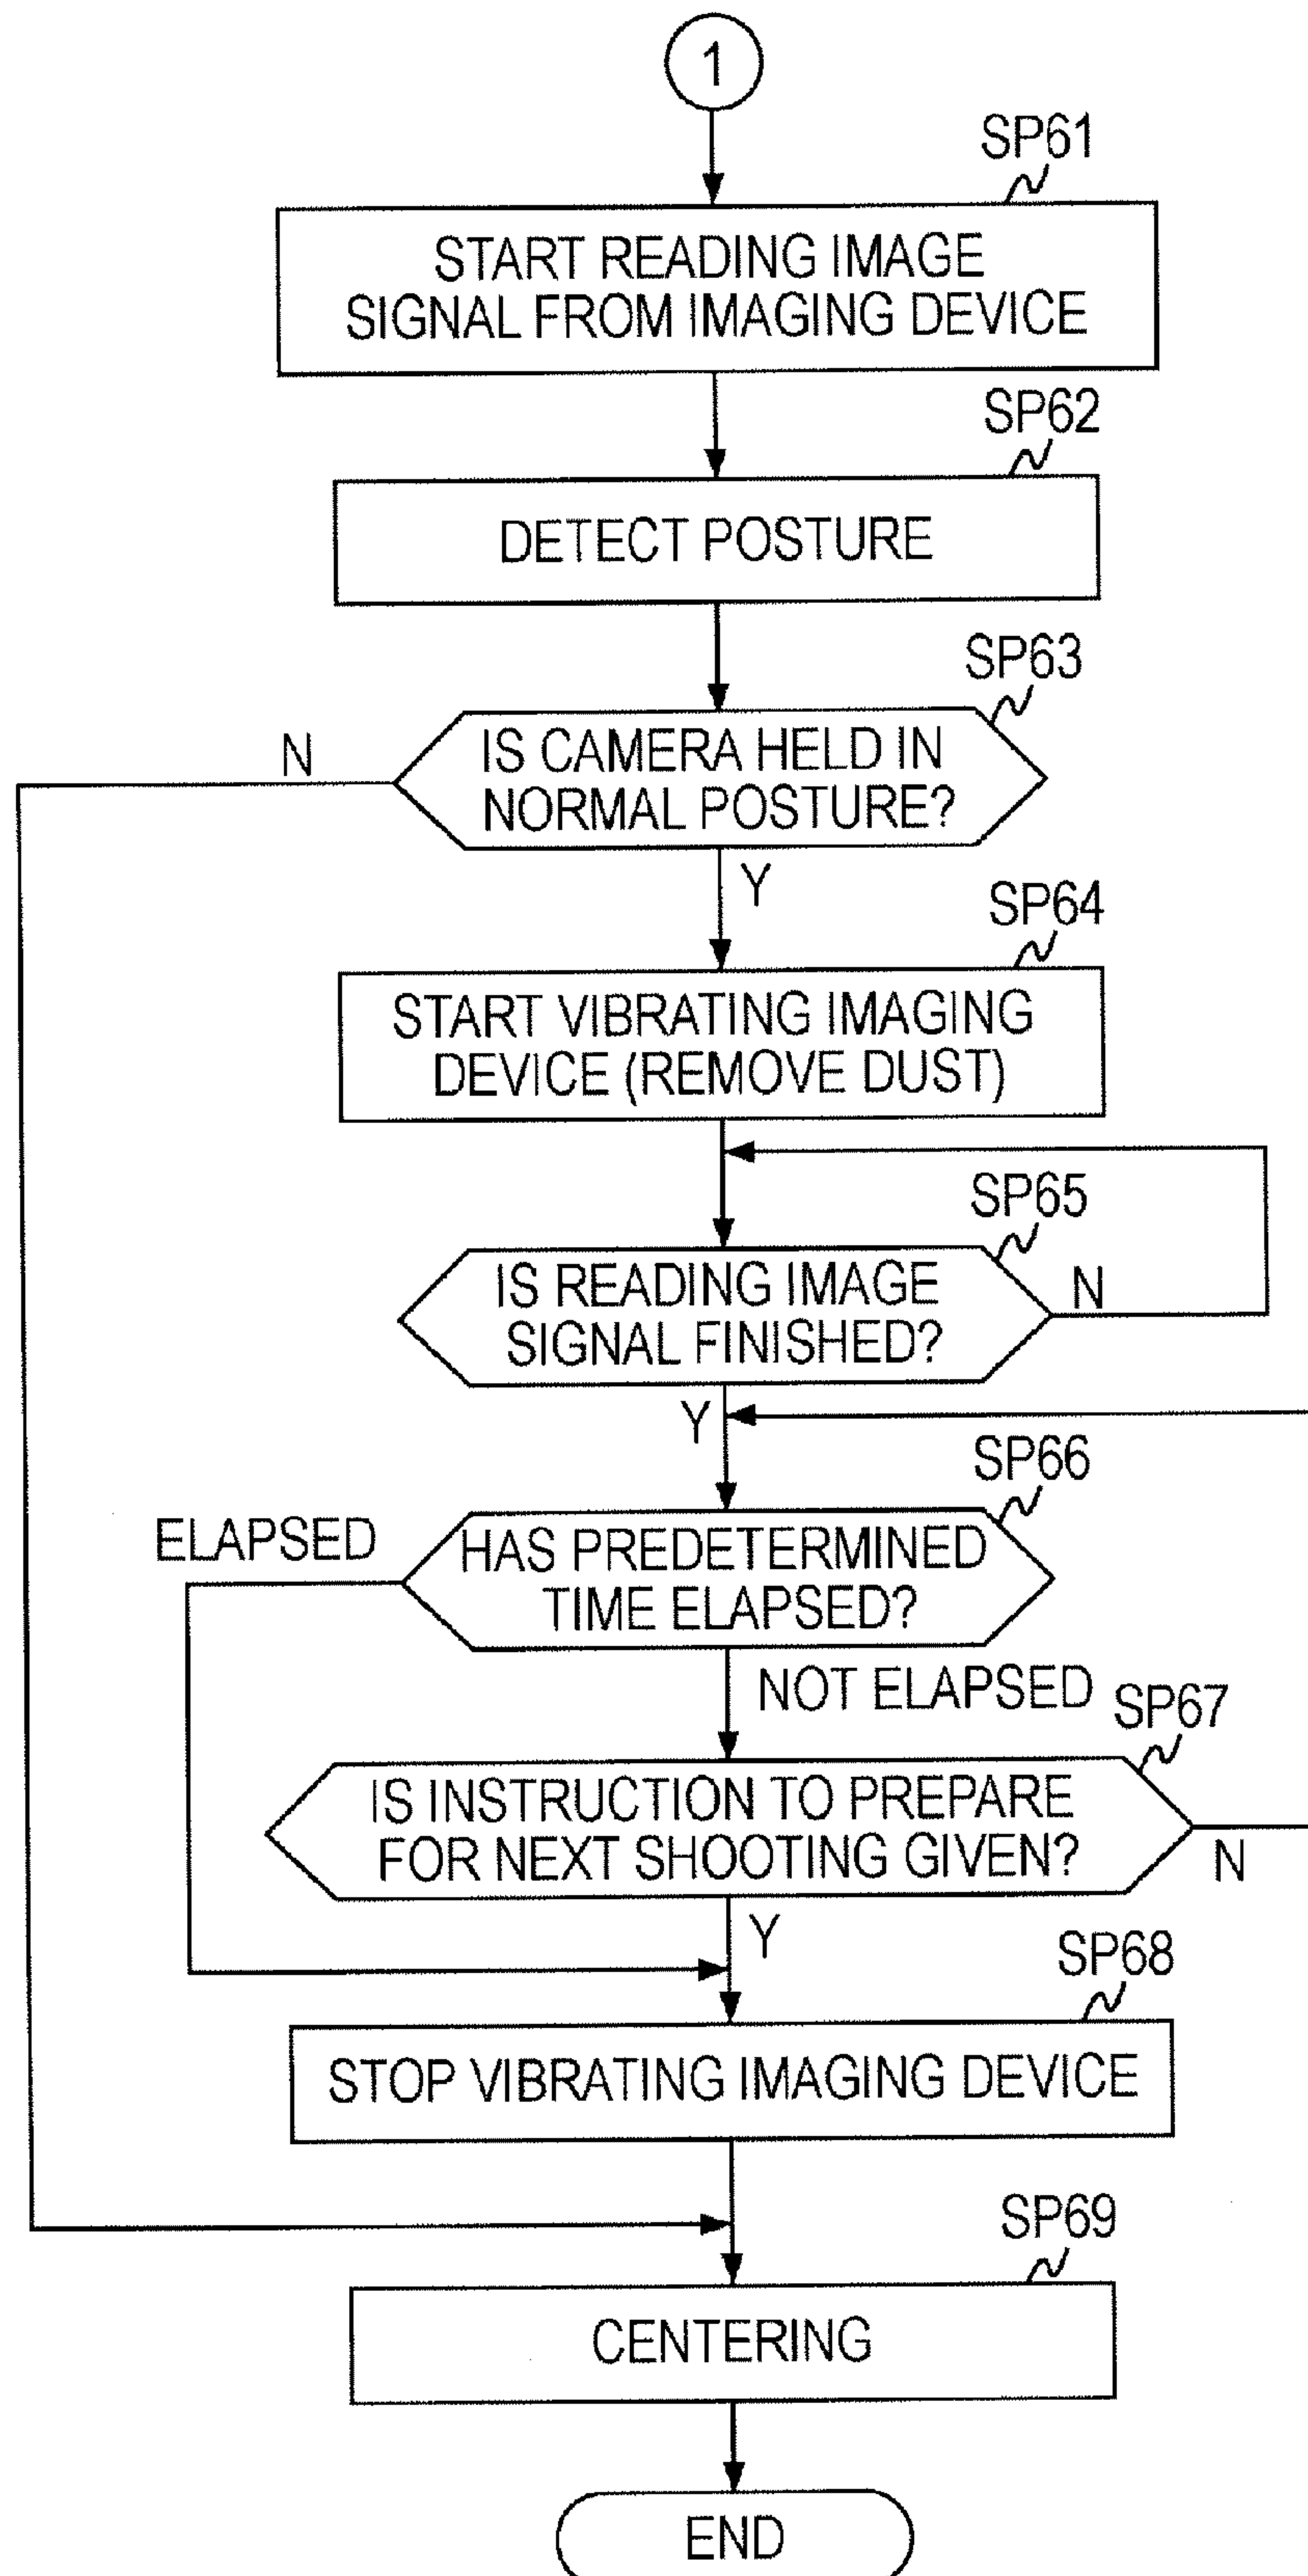 1
SP61
START READING IMAGE
SIGNAL FROM IMAGING DEVICE
SP62
DETECT POSTURE
SP63
N
IS CAMERA HELD IN
NORMAL POSTURE?
Y
SP64
START VIBRATING IMAGING
DEVICE (REMOVE DUST)
SP65
IS READING IMAGE
SIGNAL FINISHED?
N
Y
SP66
ELAPSED
HAS PREDETERMINED
TIME ELAPSED?
NOT ELAPSED
SP67
IS INSTRUCTION TO PREPARE
FOR NEXT SHOOTING GIVEN?
N
Y
SP68
STOP VIBRATING IMAGING DEVICE
SP69
CENTERING
END